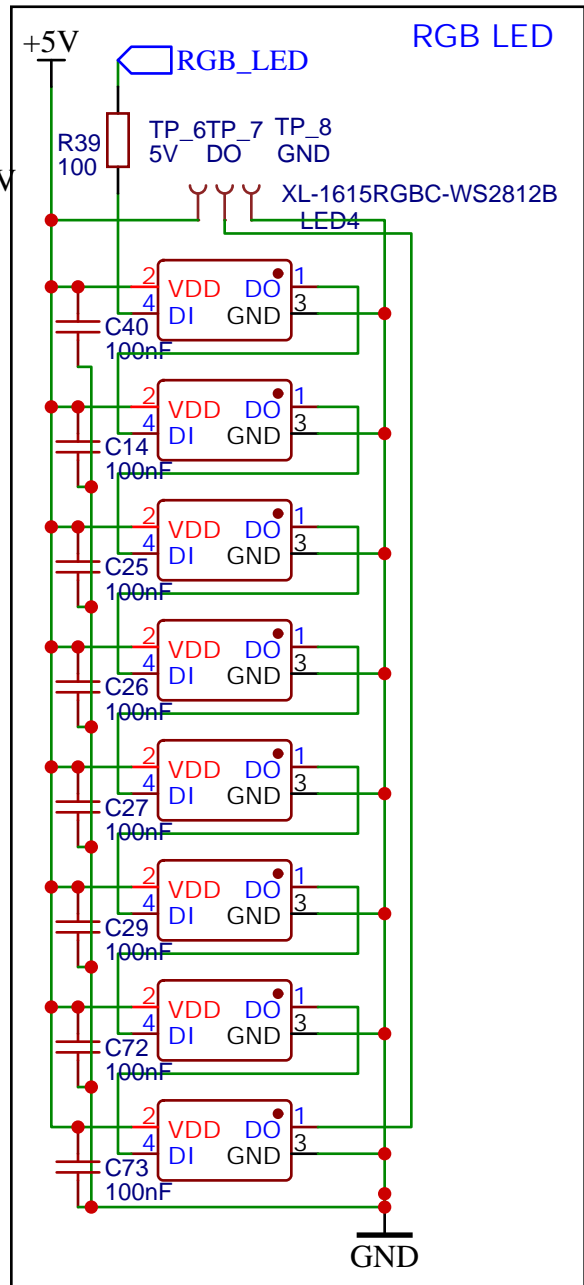 RGB LED
+5V
RGB_LED
R39
100
TP_6 TP_7 TP_8
5V DO GND
V
XL-1615RGBC-WS2812B
LED4
2 VDD DO 1
4 DI GND 3
C40
100nF
2 VDD DO 1
4 DI GND 3
C14
100nF
2 VDD DO 1
4 DI GND 3
C25
100nF
2 VDD DO 1
4 DI GND 3
C26
100nF
2 VDD DO 1
4 DI GND 3
C27
100nF
2 VDD DO 1
4 DI GND 3
C29
100nF
2 VDD DO 1
4 DI GND 3
C72
100nF
2 VDD DO 1
4 DI GND 3
C73
100nF
GND